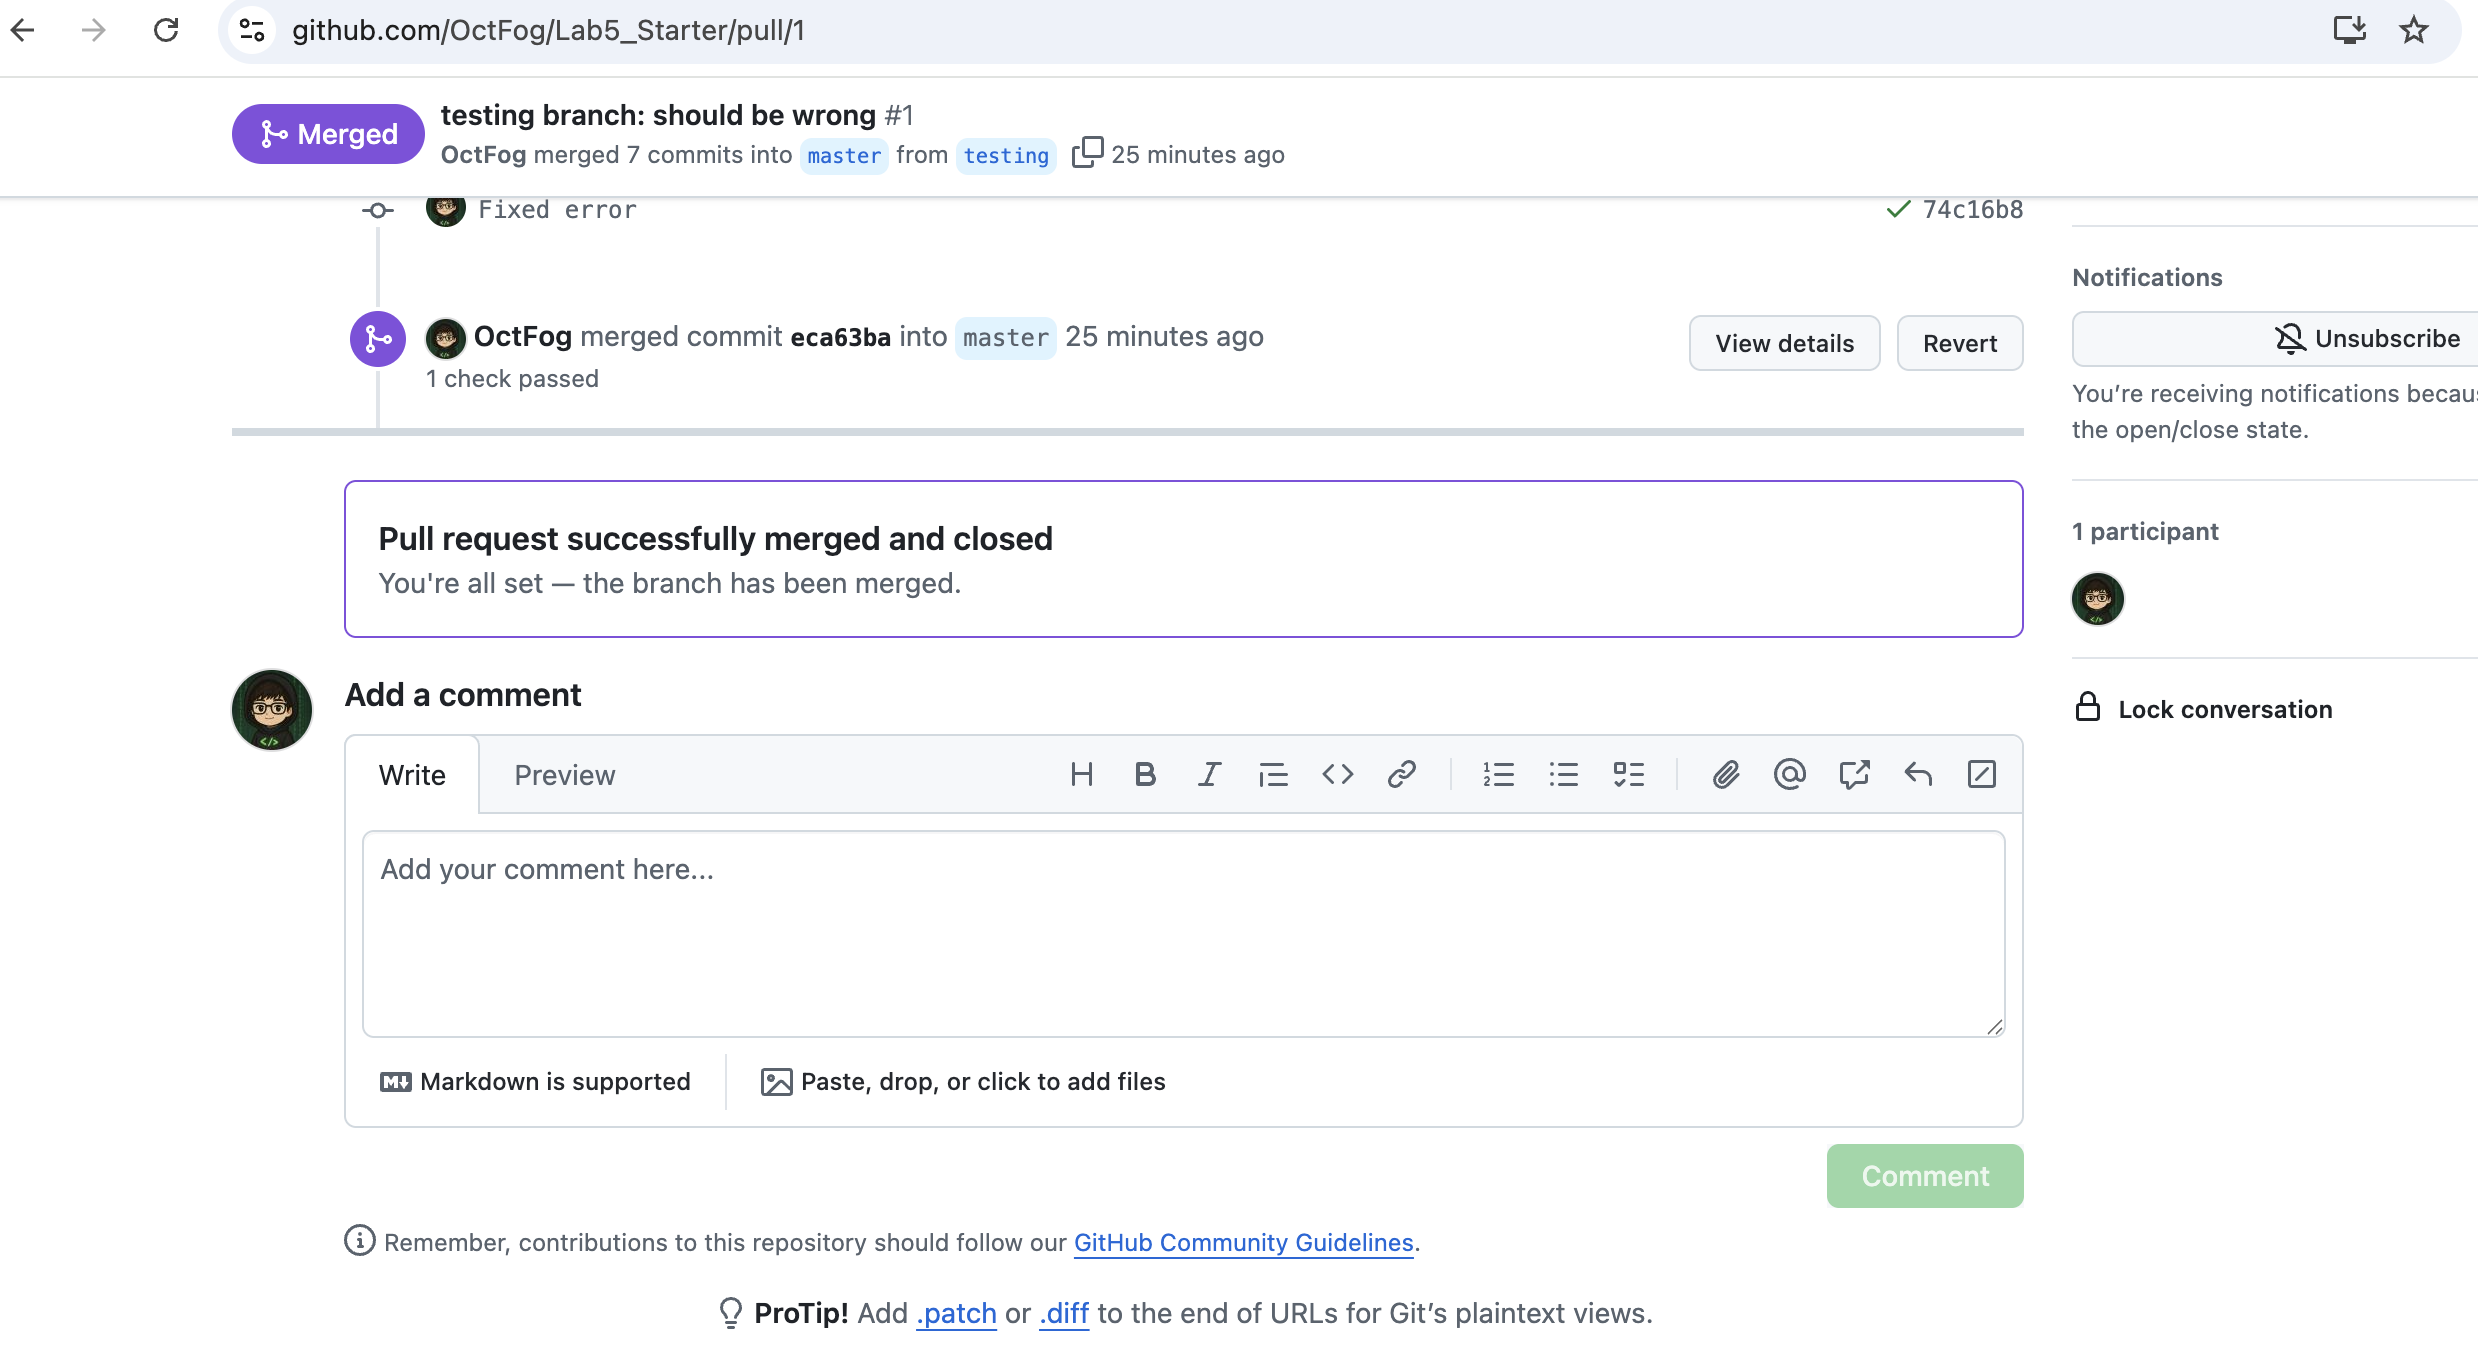 github.com/OctFog/Lab5_Starter/pull/1
Merged
testing branch: should be wrong #1
OctFog merged 7 commits into master from testing 25 minutes ago
Fixed error
74c16b8
OctFog merged commit eca63ba into master 25 minutes ago
1 check passed
View details
Revert
Pull request successfully merged and closed
You're all set — the branch has been merged.
Add a comment
Write
Preview
Add your comment here...
Markdown is supported
Paste, drop, or click to add files
Comment
Remember, contributions to this repository should follow our GitHub Community Guidelines.
ProTip! Add .patch or .diff to the end of URLs for Git’s plaintext views.
Notifications
Unsubscribe
You’re receiving notifications becau
the open/close state.
1 participant
Lock conversation